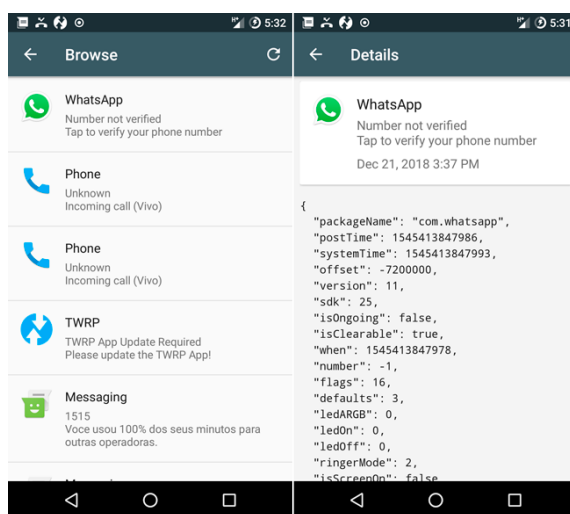 5:32
Browse
WhatsApp
Number not verified
Tap to verify your phone number
Phone
Unknown
Incoming call (Vivo)
Phone
Unknown
Incoming call (Vivo)
TWRP
TWRP App Update Required
Please update the TWRP App!
Messaging
1515
Voce usou 100% dos seus minutos para
outras operadoras.
5:31
Details
WhatsApp
Number not verified
Tap to verify your phone number
Dec 21, 2018 3:37 PM
{
"packageName": "com.whatsapp",
"postTime": 1545413847986,
"systemTime": 1545413847993,
"offset": -7200000,
"version": 11,
"sdk": 25,
"isOngoing": false,
"isClearable": true,
"when": 1545413847978,
"number": -1,
"flags": 16,
"defaults": 3,
"ledARGB": 0,
"ledOn": 0,
"ledOff": 0,
"ringerMode": 2,
"isScreenOn": false